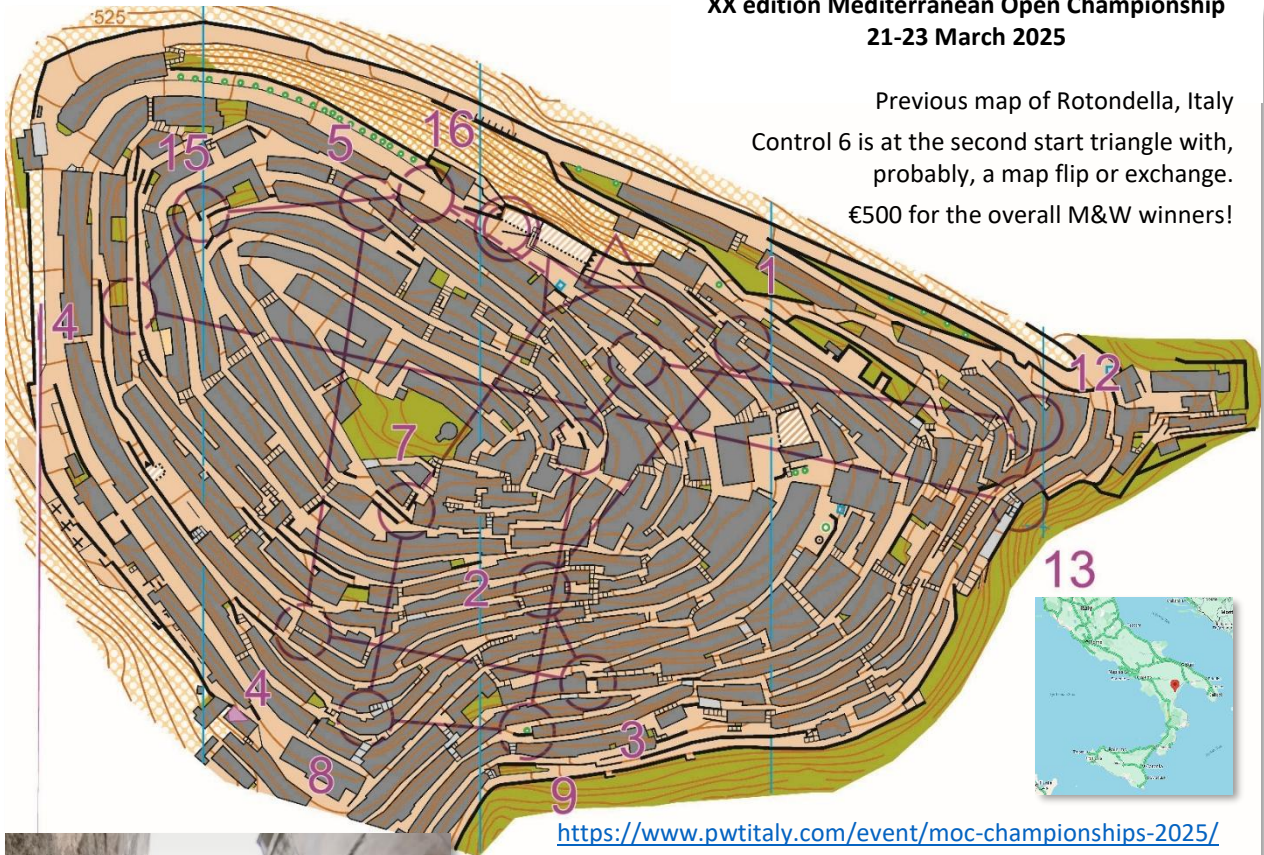 XX edition Mediterranean Open Championship
21-23 March 2025
Previous map of Rotondella, Italy
Control 6 is at the second start triangle with,
probably, a map flip or exchange.
€500 for the overall M&W winners!
525
16
5
15
1
4
12
7
2
13
4
3
8
9
Italy
https://www.pwtitaly.com/event/moc-championships-2025/